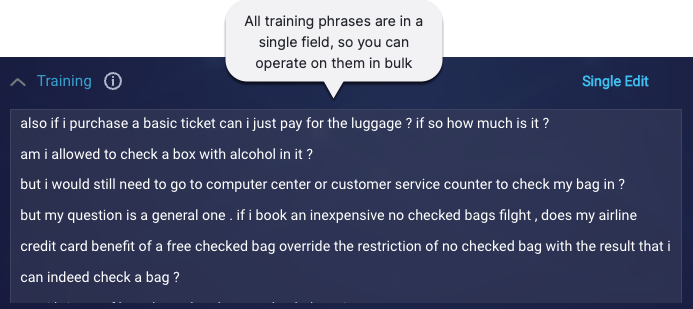 All training phrases are in a
single field, so you can
operate on them in bulk
Training
Single Edit
also if i purchase a basic ticket can i just pay for the luggage ? if so how much is it ?
am i allowed to check a box with alcohol in it ?
but i would still need to go to computer center or customer service counter to check my bag in ?
but my question is a general one . if i book an inexpensive no checked bags filght , does my airline
credit card benefit of a free checked bag override the restriction of no checked bag with the result that i
can indeed check a bag ?